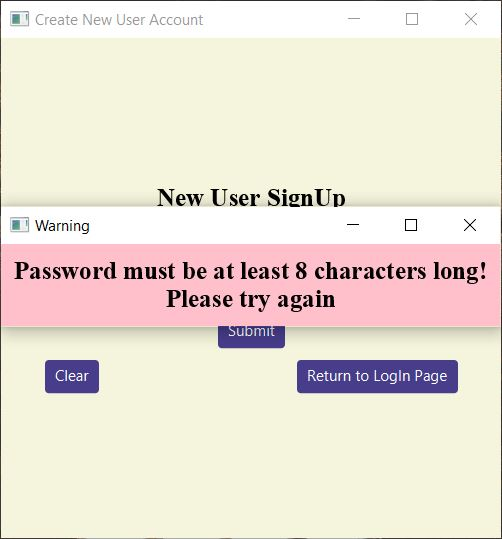 Create New User Account
New User SignUp
Warning
Password must be at least 8 characters long!
Please try again
Submit
Clear
Return to LogIn Page